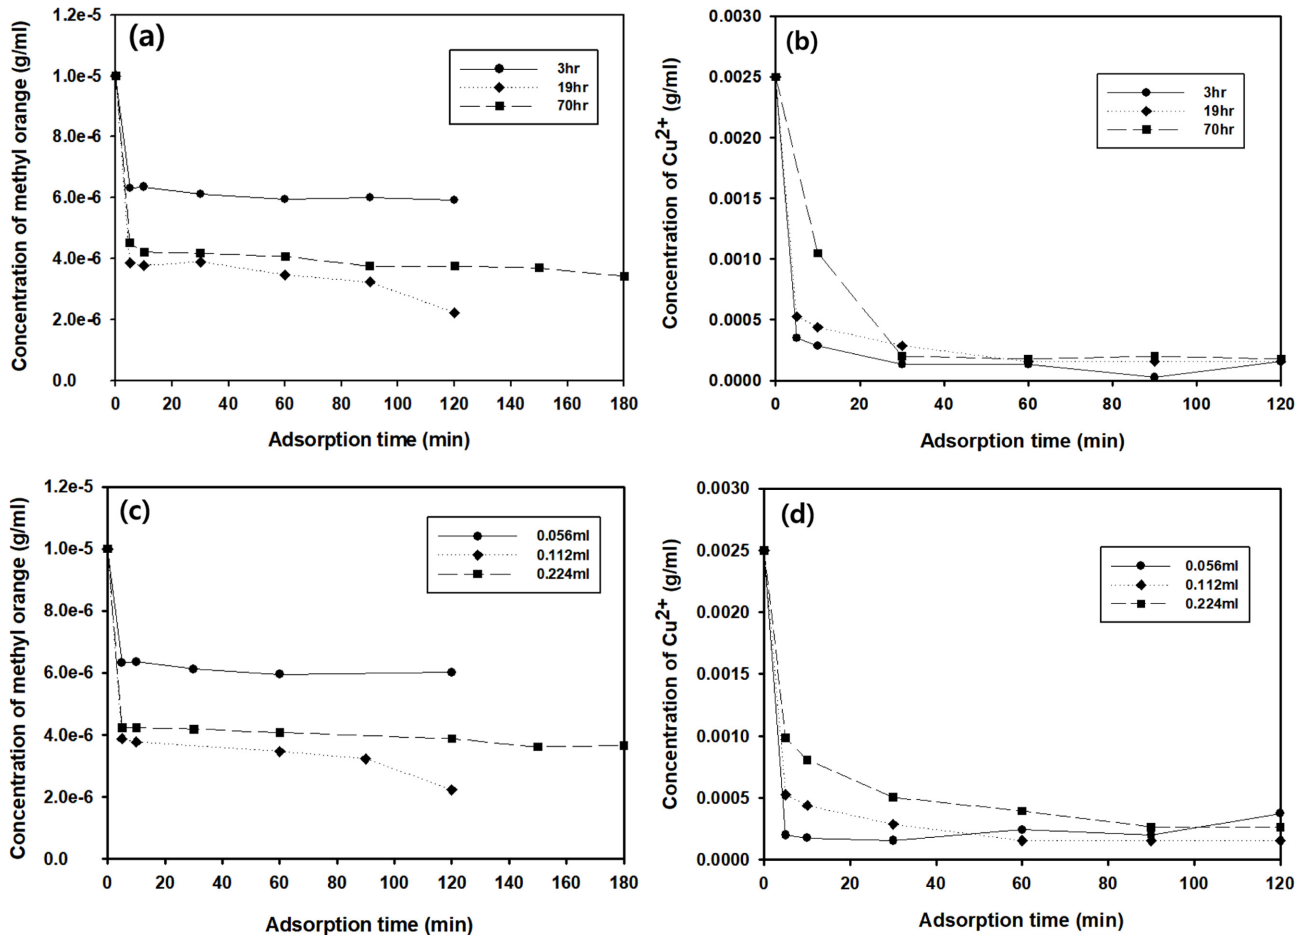 (a)
Concentration of methyl orange (g/ml)
1.2e-5
1.0e-5
8.0e-6
6.0e-6
4.0e-6
2.0e-6
0.0
3hr
19hr
70hr
0 20 40 60 80 100 120 140 160 180
Adsorption time (min)
(b)
Concentration of Cu2+ (g/ml)
0.0030
0.0025
0.0020
0.0015
0.0010
0.0005
0.0000
3hr
19hr
70hr
0 20 40 60 80 100 120
Adsorption time (min)
(c)
Concentration of methyl orange (g/ml)
1.2e-5
1.0e-5
8.0e-6
6.0e-6
4.0e-6
2.0e-6
0.0
0.056ml
0.112ml
0.224ml
0 20 40 60 80 100 120 140 160 180
Adsorption time (min)
(d)
Concentration of Cu2+ (g/ml)
0.0030
0.0025
0.0020
0.0015
0.0010
0.0005
0.0000
0.056ml
0.112ml
0.224ml
0 20 40 60 80 100 120
Adsorption time (min)